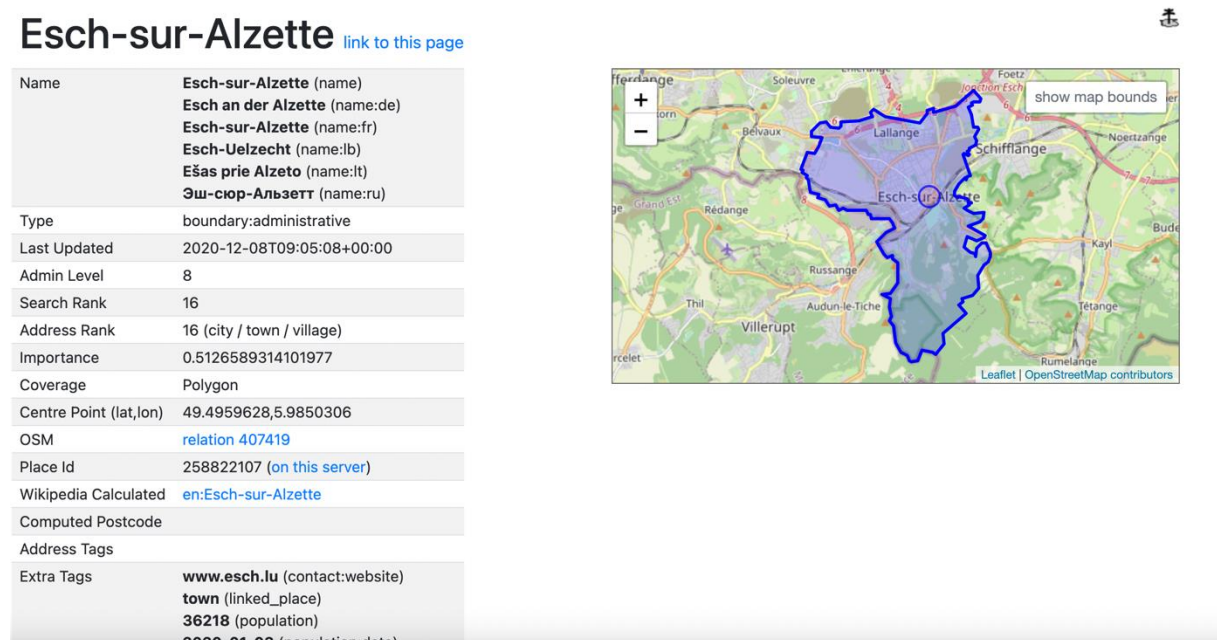 Esch-sur-Alzette link to this page
Name Esch-sur-Alzette (name)
Esch an der Alzette (name:de)
Esch-sur-Alzette (name:fr)
Esch-Uelzecht (name:lb)
Ešas prie Alzeto (name:lt)
Эш-сюр-Альзетт (name:ru)
Type boundary:administrative
Last Updated 2020-12-08T09:05:08+00:00
Admin Level 8
Search Rank 16
Address Rank 16 (city / town / village)
Importance 0.5126589314101977
Coverage Polygon
Centre Point (lat,lon) 49.4959628,5.9850306
OSM relation 407419
Place Id 258822107 (on this server)
Wikipedia Calculated en:Esch-sur-Alzette
Computed Postcode
Address Tags
Extra Tags www.esch.lu (contact:website)
town (linked_place)
36218 (population)
+
−
show map bounds
fferdange
Soleuvre
Foetz
Jonction Esch
Belvaux
Lallange
Noertzange
Schifflange
Esch-sur-Alzette
Grand Est
Rédange
Kayl
Bude
Russange
Thil
Audun-le-Tiche
Tétange
Villerupt
rcelet
Rumelange
Leaflet | OpenStreetMap contributors